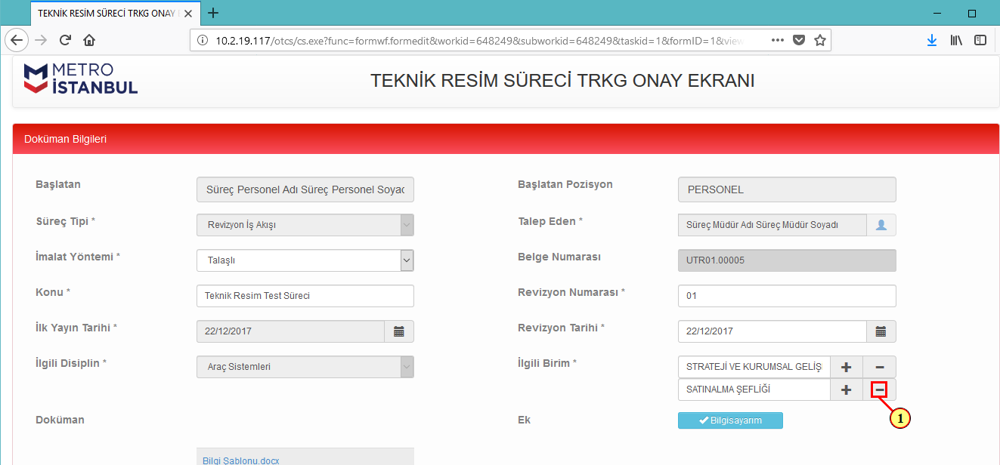 TEKNİK RESİM SÜRECİ TRKG ONAY
10.2.19.117/otcs/cs.exe?func=formwf.formedit&workid=648249&subworkid=648249&taskid=1&formID=1&view
METRO
İSTANBUL
TEKNİK RESİM SÜRECİ TRKG ONAY EKRANI
Doküman Bilgileri
Başlatan
Süreç Personel Adı Süreç Personel Soyad
Başlatan Pozisyon
PERSONEL
Süreç Tipi *
Revizyon İş Akışı
Talep Eden *
Süreç Müdür Adı Süreç Müdür Soyadı
İmalat Yöntemi *
Talaşlı
Belge Numarası
UTR01.00005
Konu *
Teknik Resim Test Süreci
Revizyon Numarası *
01
İlk Yayın Tarihi *
22/12/2017
Revizyon Tarihi *
22/12/2017
İlgili Disiplin *
Araç Sistemleri
İlgili Birim *
STRATEJİ VE KURUMSAL GELİŞ
SATINALMA ŞEFLİĞİ
1
Doküman
Ek
Bilgisayarım
Bilgi Şablonu.docx